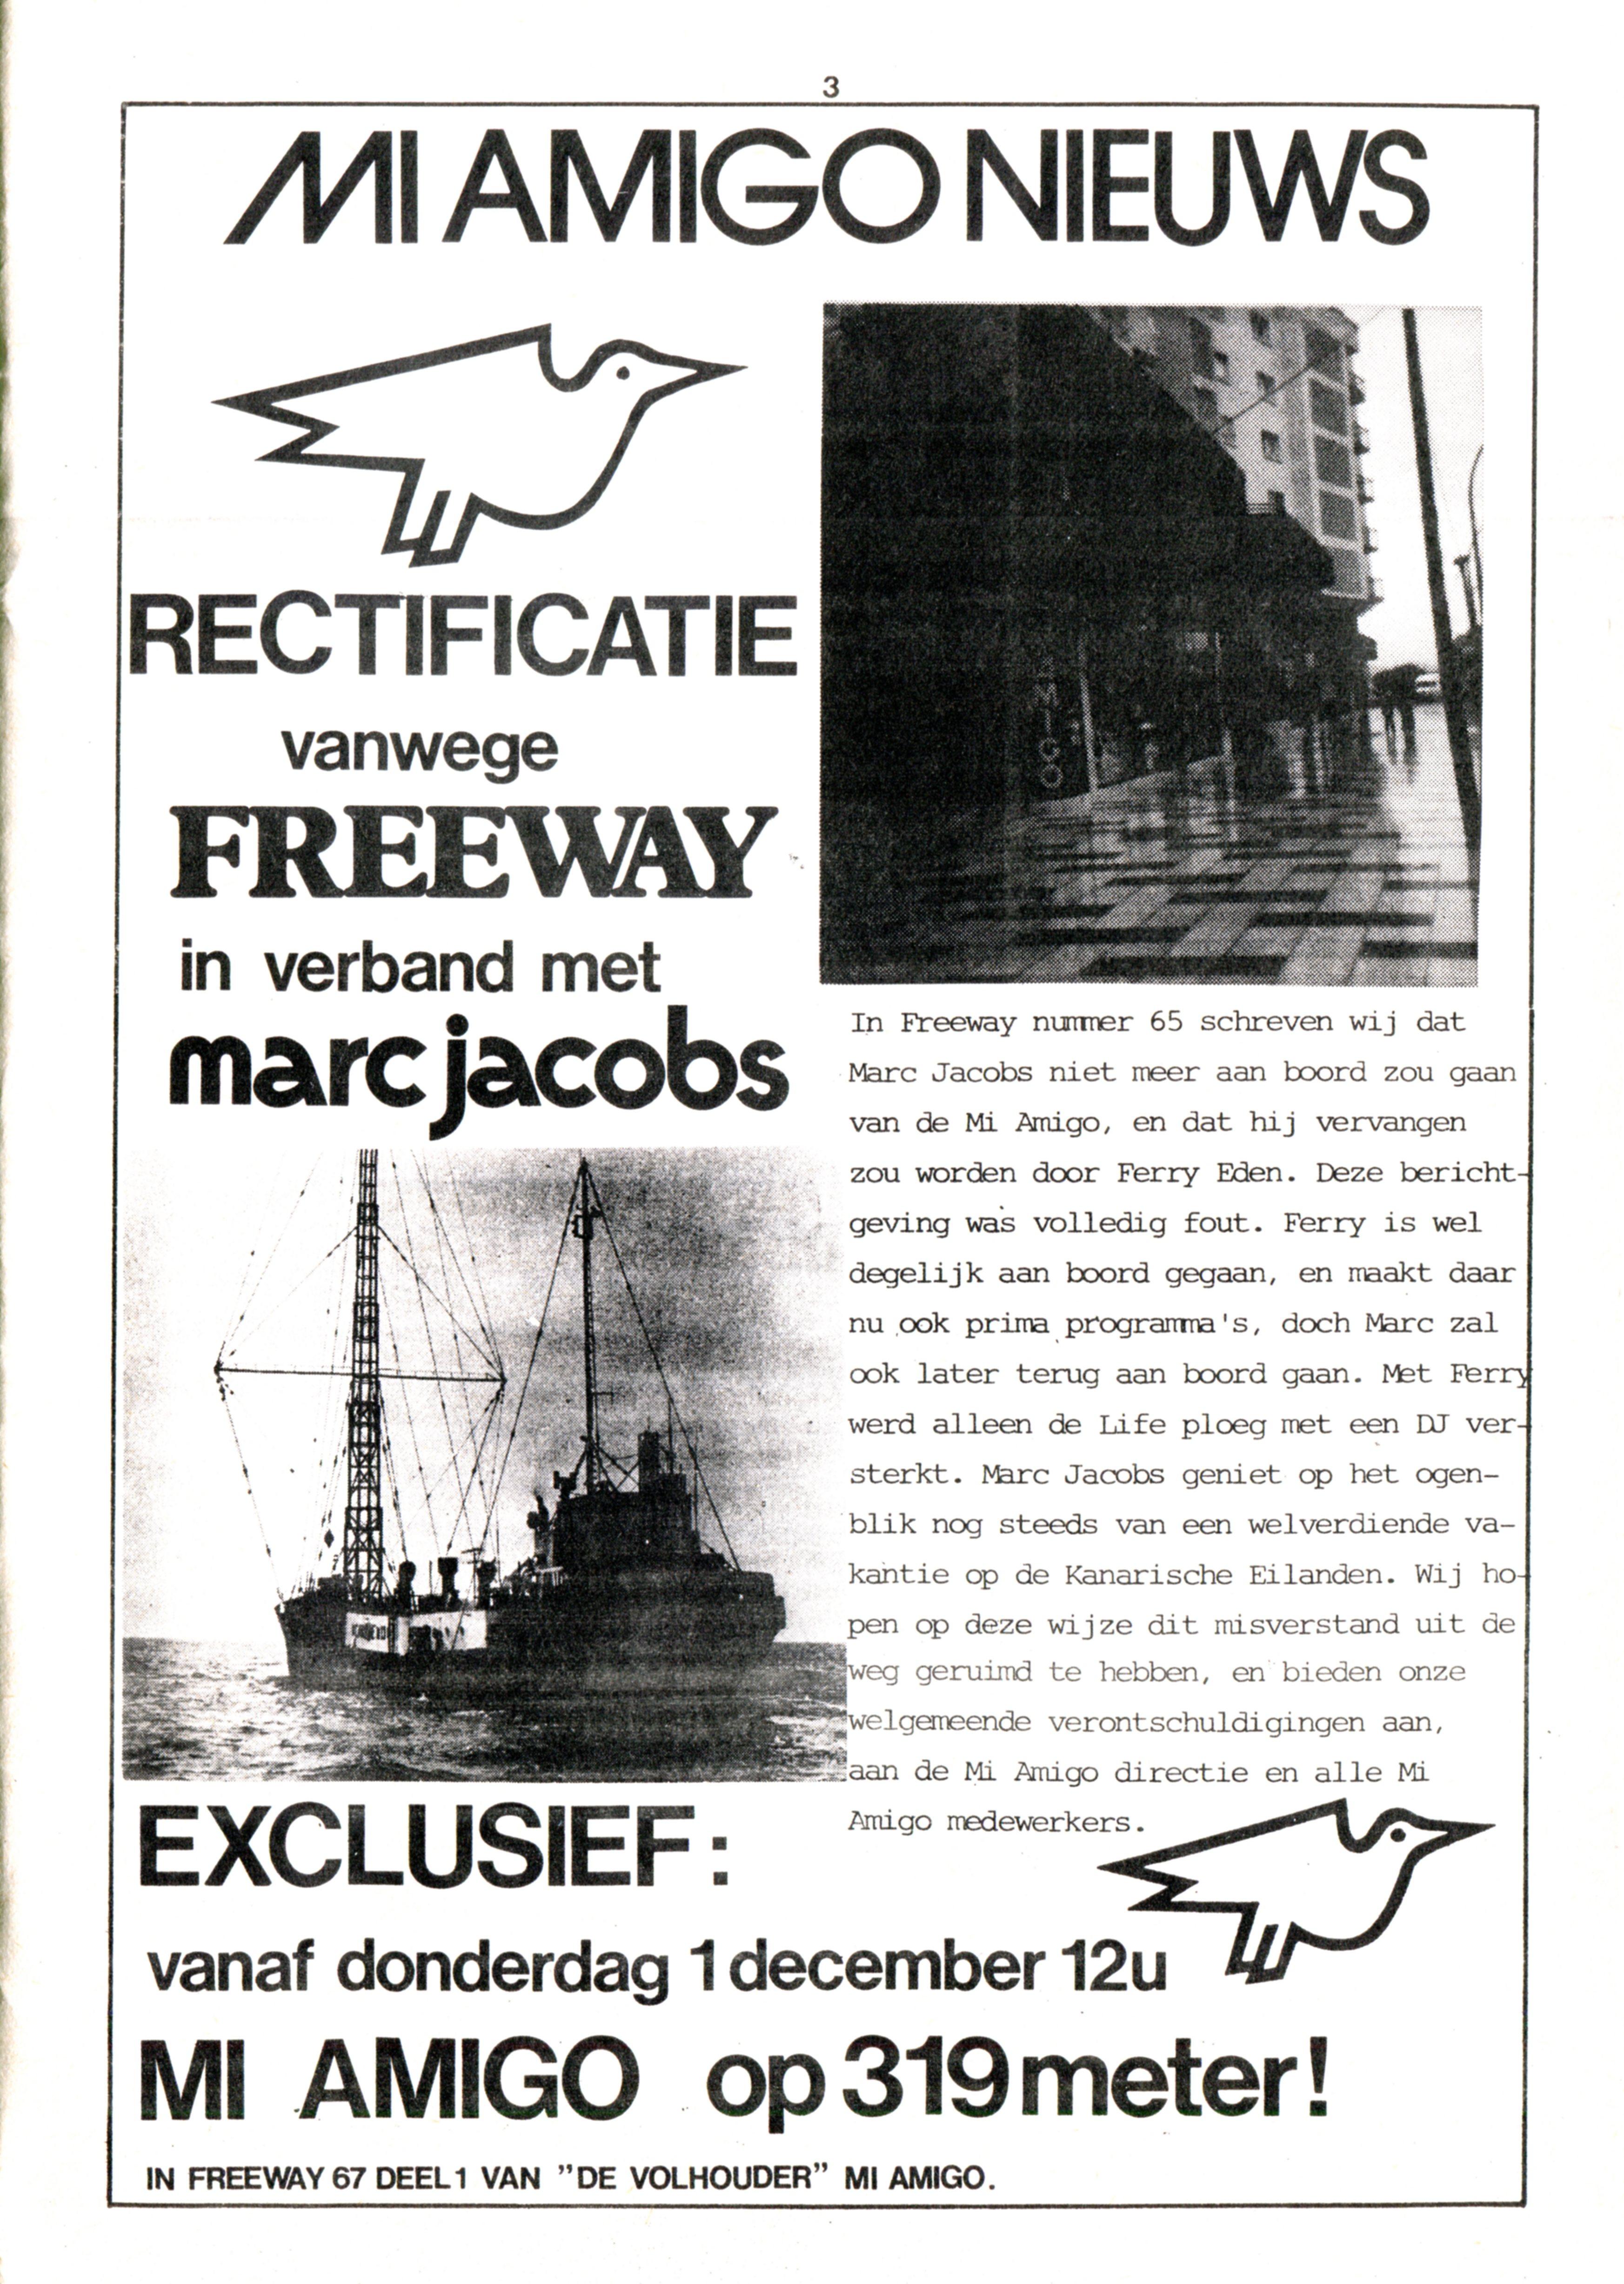 3
MI AMIGO NIEUWS
RECTIFICATIE
vanwege
FREEWAY
in verband met
marc jacobs
AMIGO
In Freeway nummer 65 schreven wij dat
Marc Jacobs niet meer aan boord zou gaan
van de Mi Amigo, en dat hij vervangen
zou worden door Ferry Eden. Deze bericht-
geving was volledig fout. Ferry is wel
degelijk aan boord gegaan, en maakt daar
nu ook prima programma's, doch Marc zal
ook later terug aan boord gaan. Met Ferry
werd alleen de Life ploeg met een DJ ver-
sterkt. Marc Jacobs geniet op het ogen-
blik nog steeds van een welverdiende va-
kantie op de Kanarische Eilanden. Wij ho-
pen op deze wijze dit misverstand uit de
weg geruimd te hebben, en bieden onze
welgemeende verontschuldigingen aan,
aan de Mi Amigo directie en alle Mi
Amigo medewerkers.
EXCLUSIEF:
vanaf donderdag 1 december 12u
MI AMIGO op 319 meter!
IN FREEWAY 67 DEEL 1 VAN "DE VOLHOUDER" MI AMIGO.